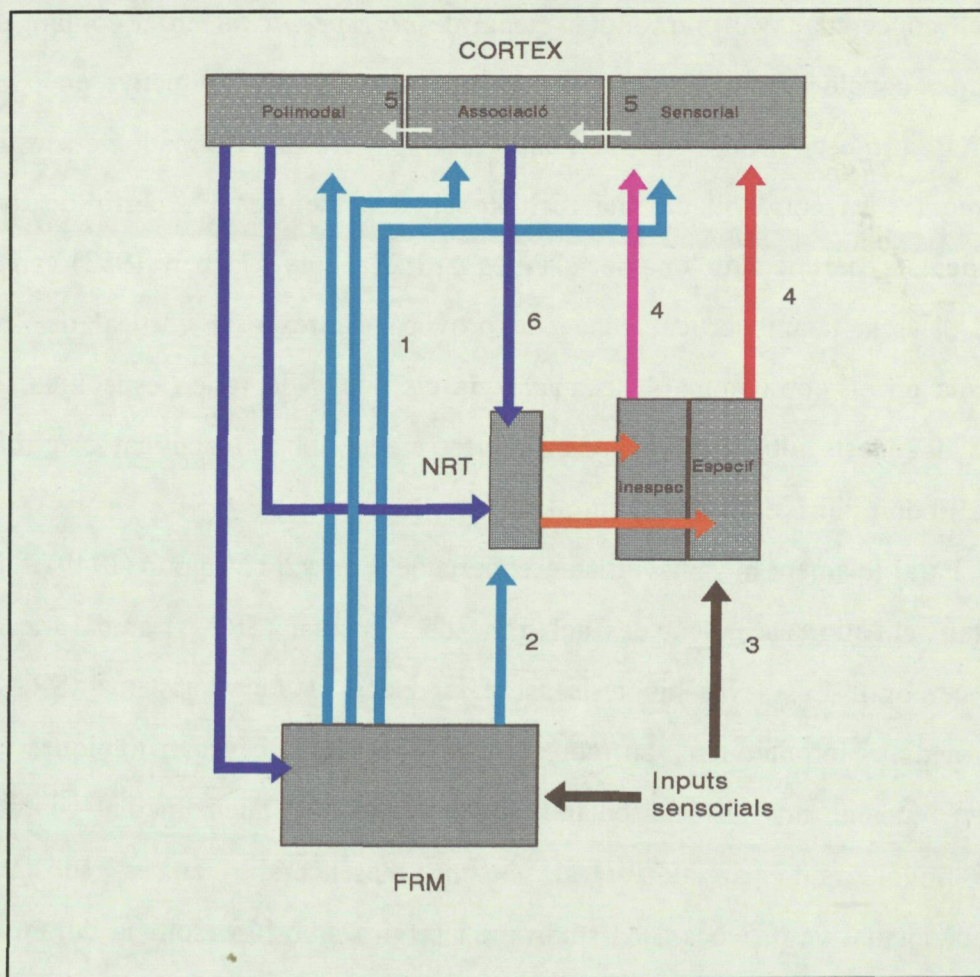 CORTEX
Polimodal
5
Associació
5
Sensorial
1
6
4
4
NRT
Inespec
Especif
2
3
Inputs
sensorials
FRM